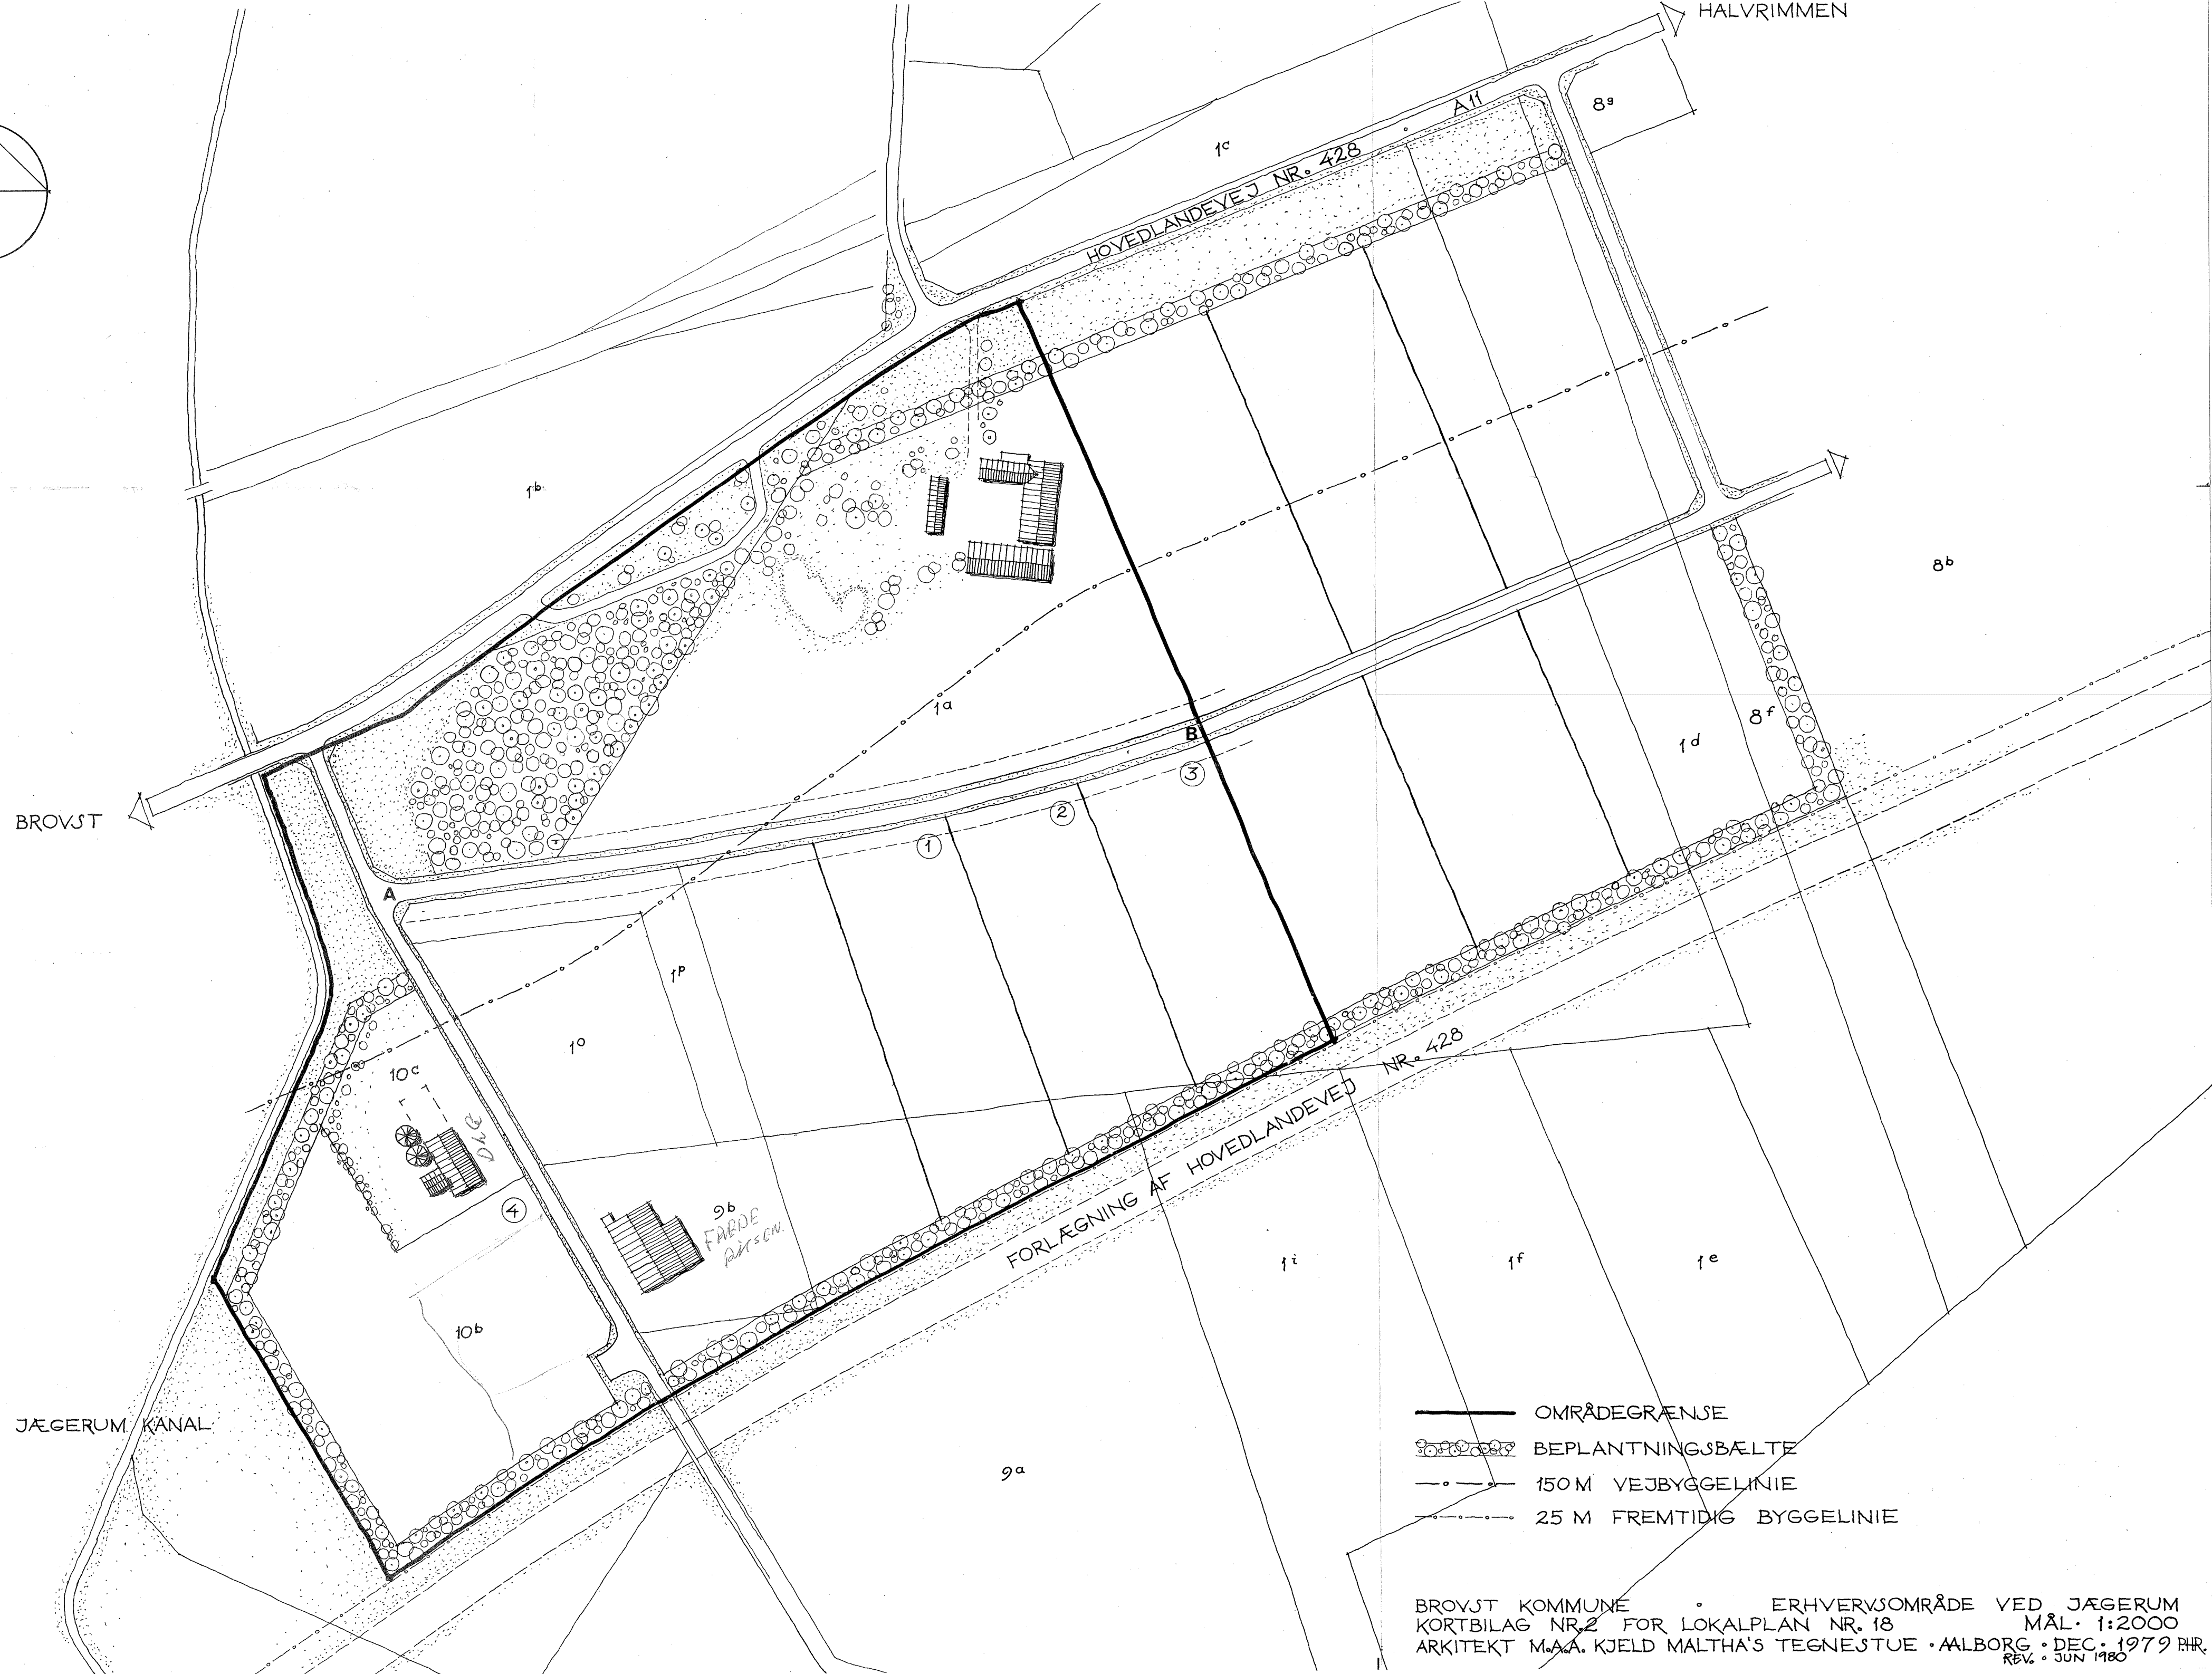 HALVRIMMEN
A11
8g
1c
HOVEDLANDEVEJ NR. 428
1b
8b
1a
8f
B
1d
3
BROVST
2
1
A
1p
1o
NR. 428
10c
FORLÆGNING AF HOVEDLANDEVEJ
4
9b
1i
1f
1e
10b
JÆGERUM KANAL
9a
OMRÅDEGRÆNSE
BEPLANTNINGSBÆLTE
150 M VEJBYGGELINIE
25 M FREMTIDIG BYGGELINIE
BROVST KOMMUNE • ERHVERVSOMRÅDE VED JÆGERUM
KORTBILAG NR.2 FOR LOKALPLAN NR. 18 MÅL· 1:2000
ARKITEKT M.A.A. KJELD MALTHA'S TEGNESTUE • AALBORG • DEC. 1979 P.HR.
REV. • JUN 1980